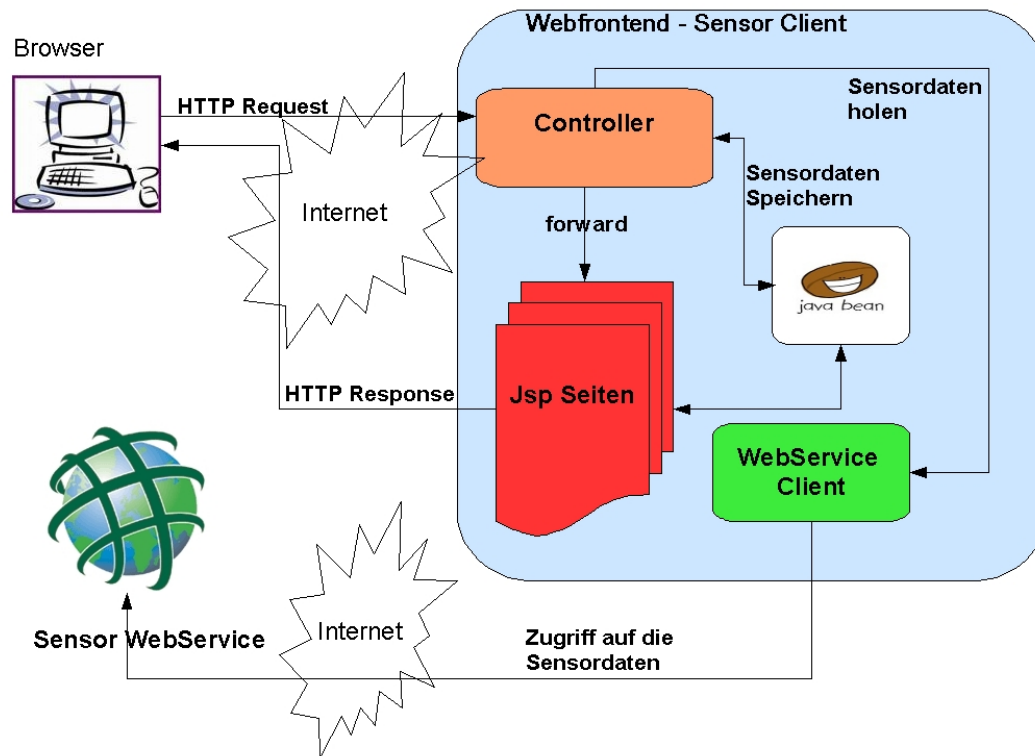 Webfrontend - Sensor Client
Browser
HTTP Request
Controller
Sensordaten
holen
Internet
Sensordaten
Speichern
forward
java bean
HTTP Response
Jsp Seiten
WebService
Client
Sensor WebService
Internet
Zugriff auf die
Sensordaten